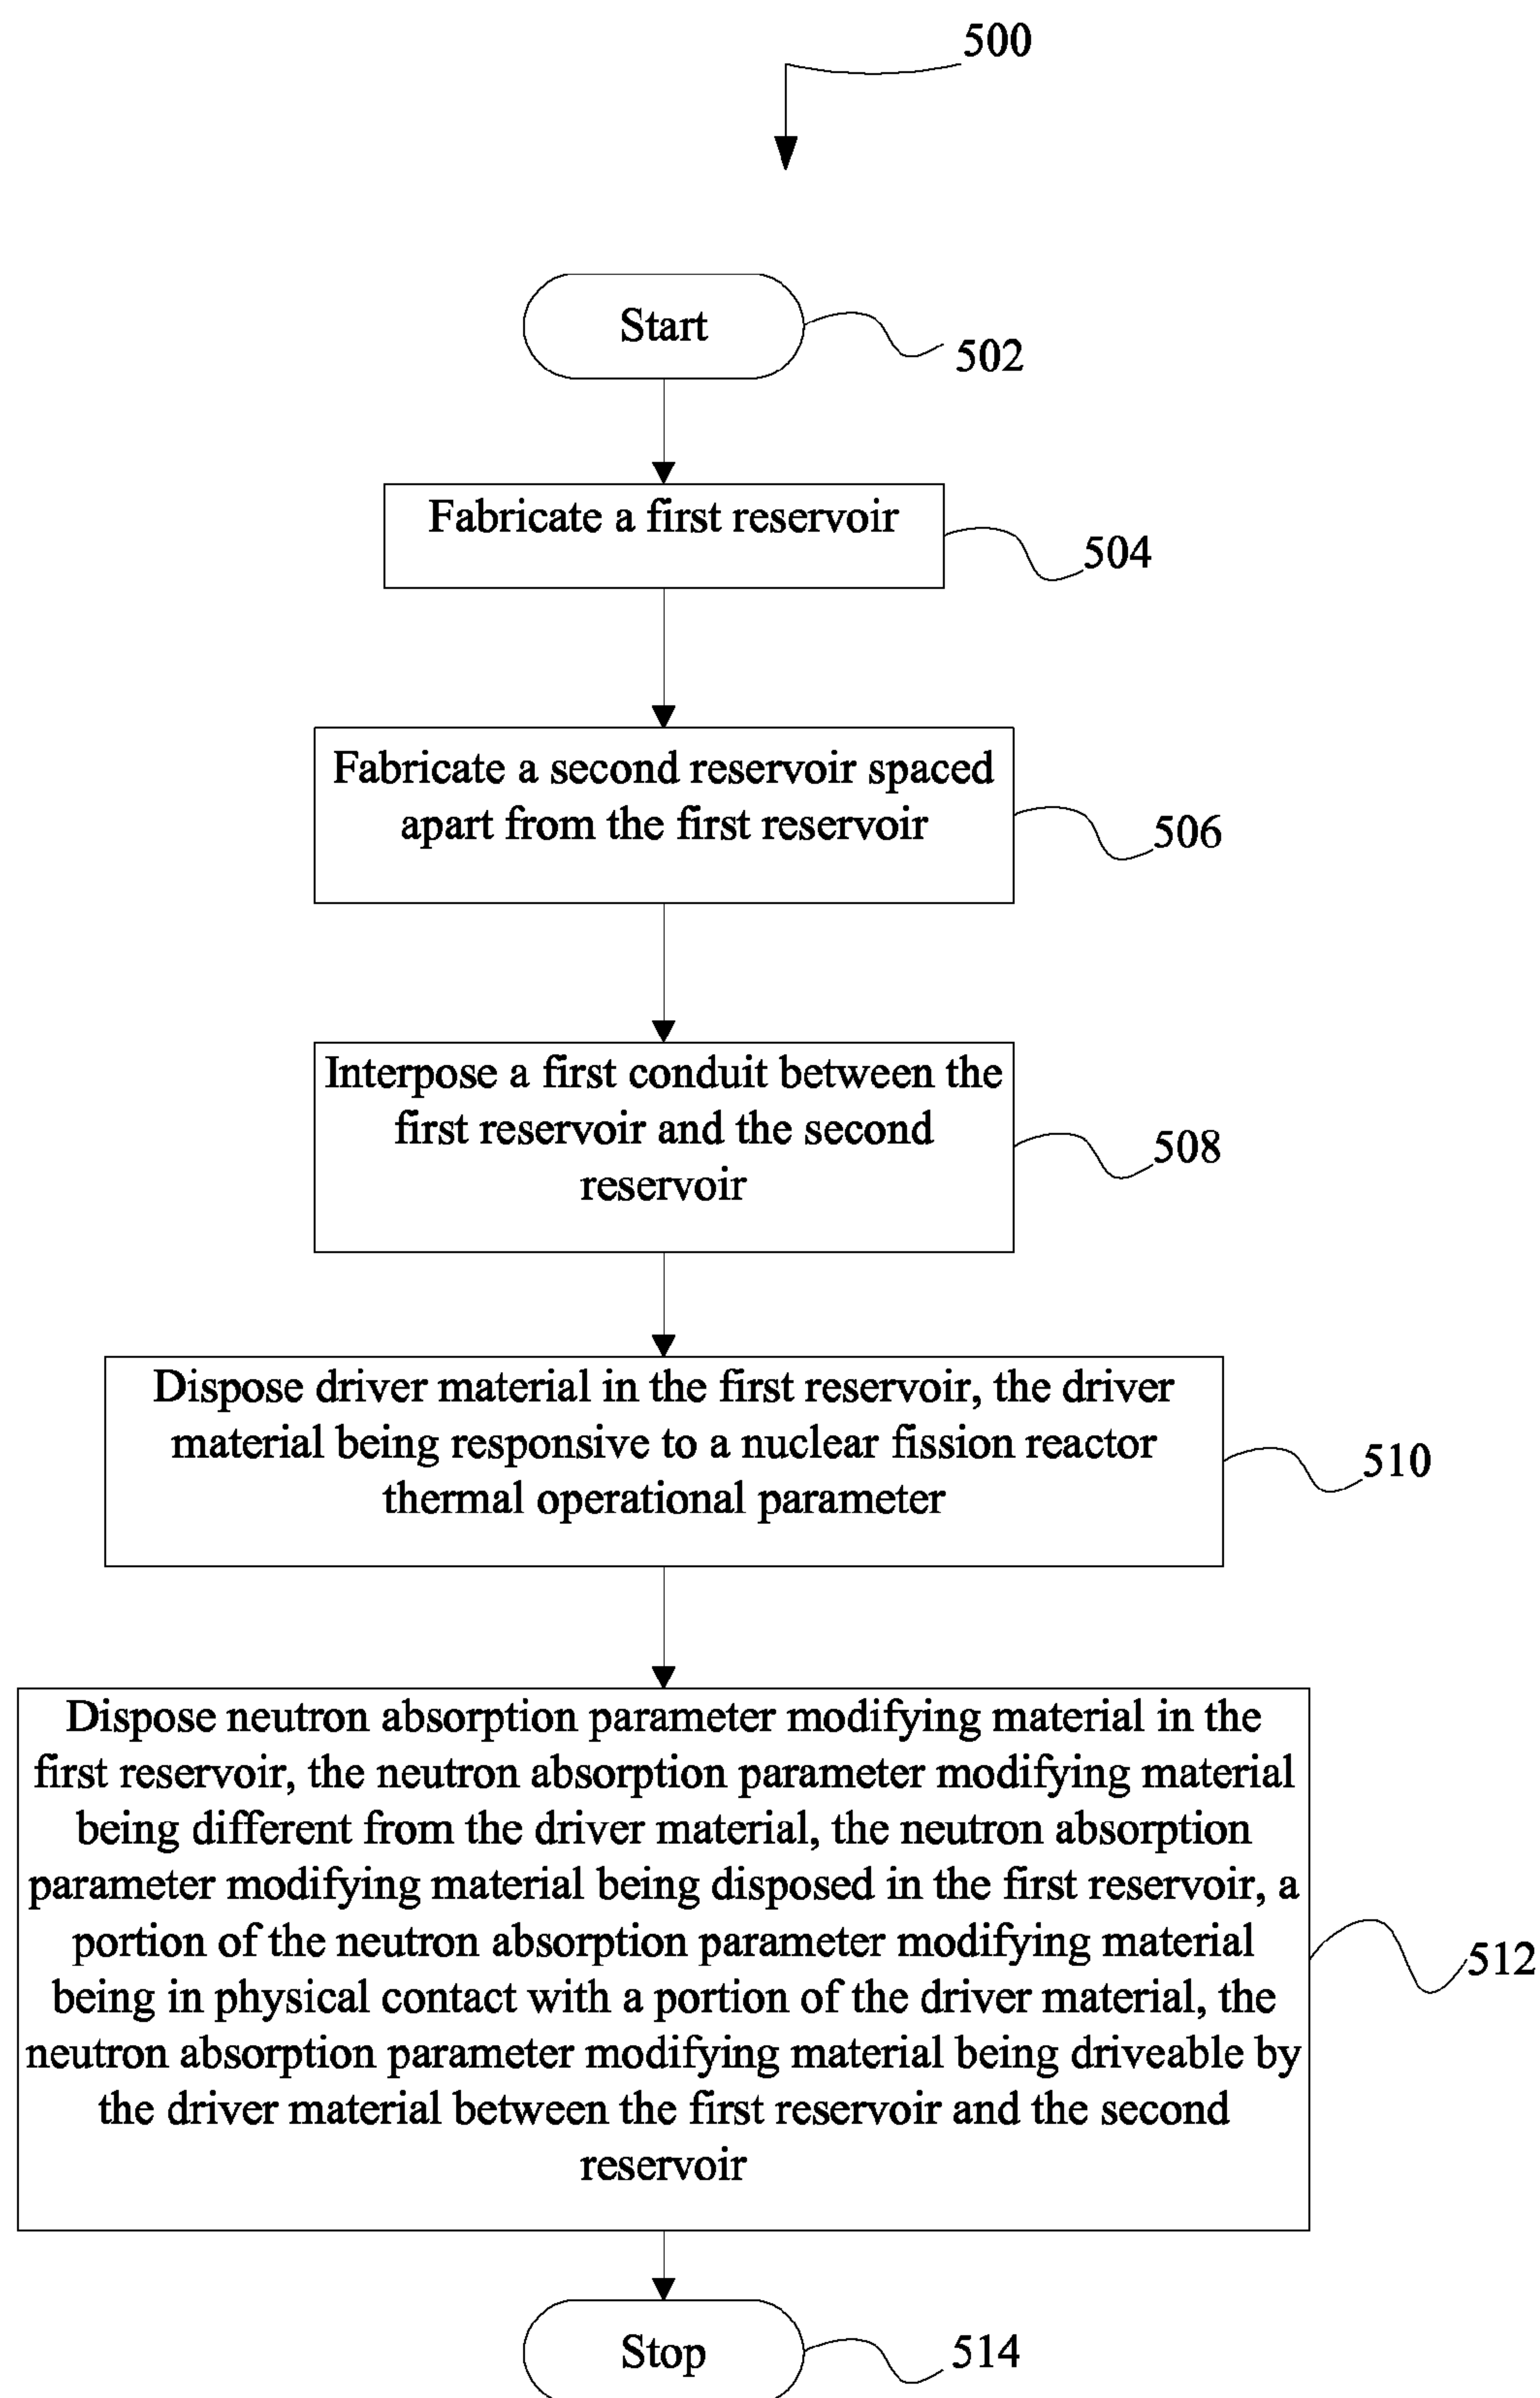 500
Start
502
Fabricate a first reservoir
504
Fabricate a second reservoir spaced
apart from the first reservoir
506
Interpose a first conduit between the
first reservoir and the second
reservoir
508
Dispose driver material in the first reservoir, the driver
material being responsive to a nuclear fission reactor
thermal operational parameter
510
Dispose neutron absorption parameter modifying material in the
first reservoir, the neutron absorption parameter modifying material
being different from the driver material, the neutron absorption
parameter modifying material being disposed in the first reservoir, a
portion of the neutron absorption parameter modifying material
being in physical contact with a portion of the driver material, the
neutron absorption parameter modifying material being driveable by
the driver material between the first reservoir and the second
reservoir
512
Stop
514